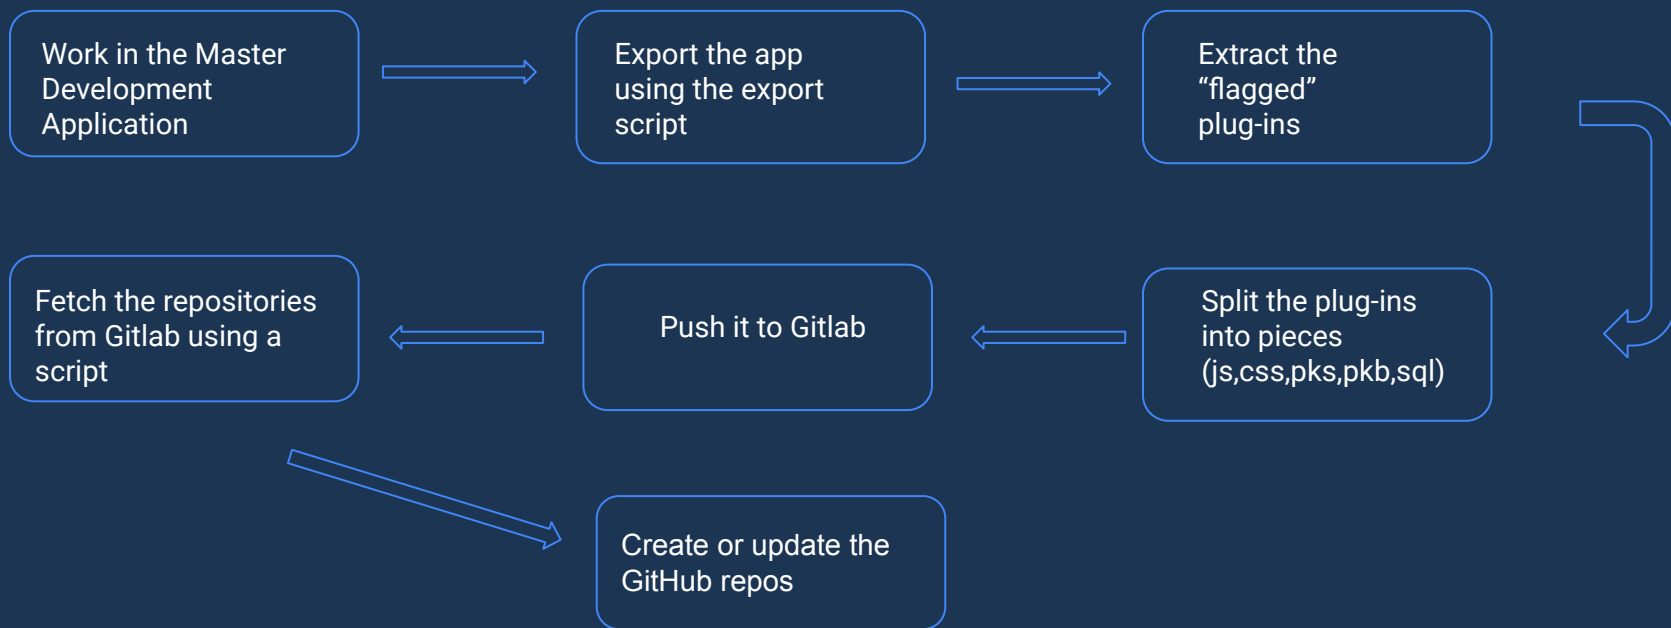 Work in the Master
Development
Application
Export the app
using the export
script
Extract the
“flagged”
plug-ins
Split the plug-ins
into pieces
(js,css,pks,pkb,sql)
Push it to Gitlab
Fetch the repositories
from Gitlab using a
script
Create or update the
GitHub repos